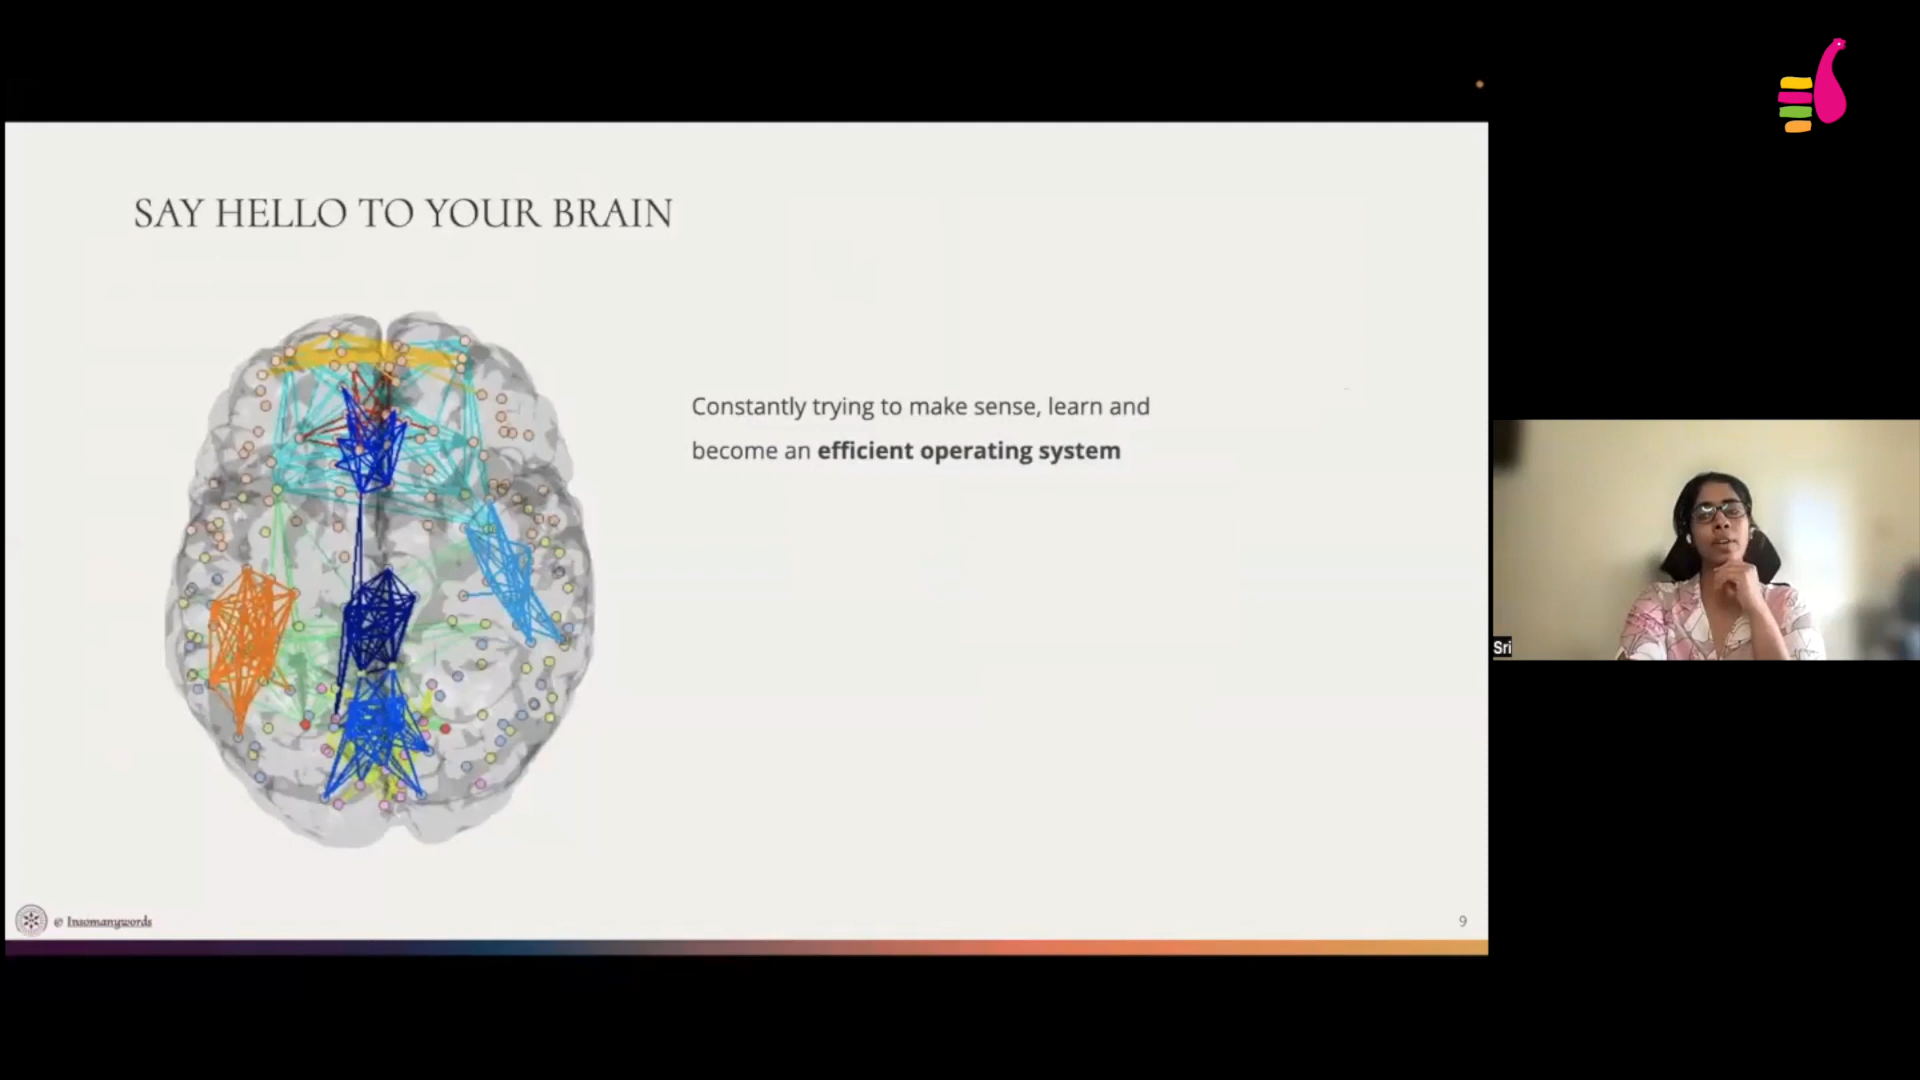 SAY HELLO TO YOUR BRAIN
Constantly trying to make sense, learn and
become an efficient operating system
© Insomanywords
9
Sri